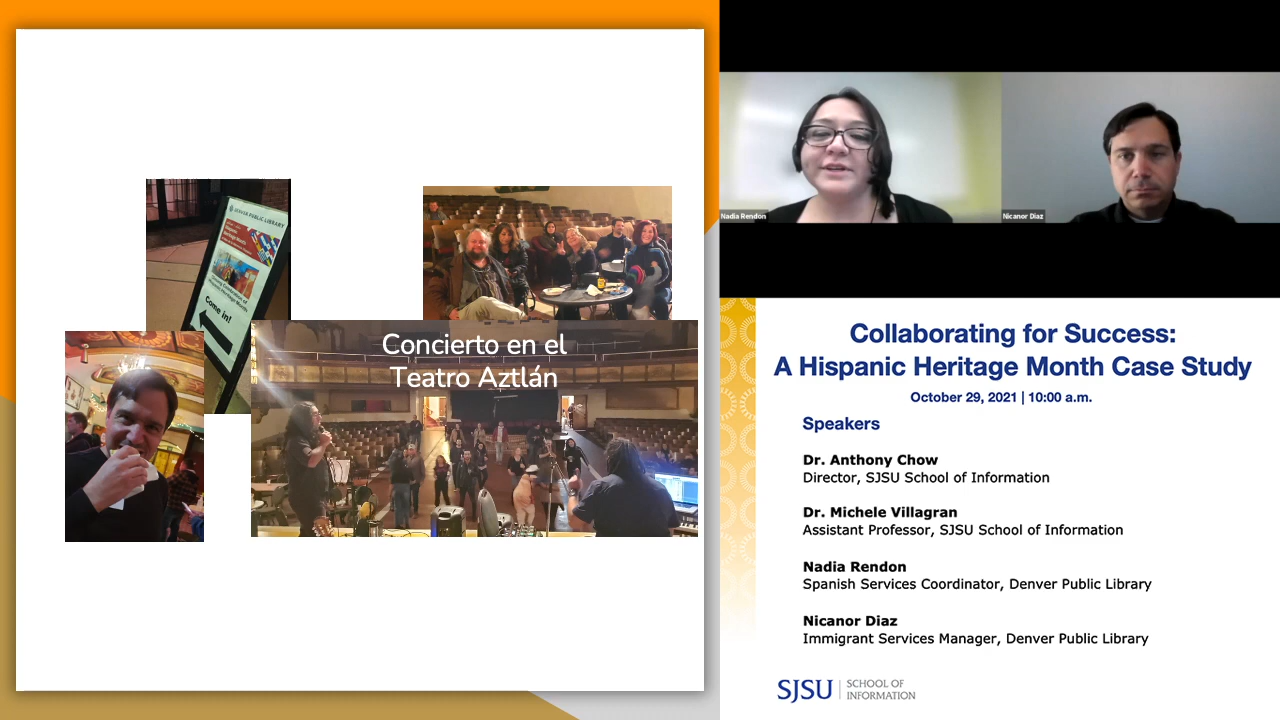 DENVER PUBLIC LIBRARY
Come in!
Concierto en el
Teatro Aztlán
Nadia Rendon
Nicanor Diaz
Collaborating for Success:
A Hispanic Heritage Month Case Study
October 29, 2021 | 10:00 a.m.
Speakers
Dr. Anthony Chow
Director, SJSU School of Information
Dr. Michele Villagran
Assistant Professor, SJSU School of Information
Nadia Rendon
Spanish Services Coordinator, Denver Public Library
Nicanor Diaz
Immigrant Services Manager, Denver Public Library
SJSU
SCHOOL OF
INFORMATION